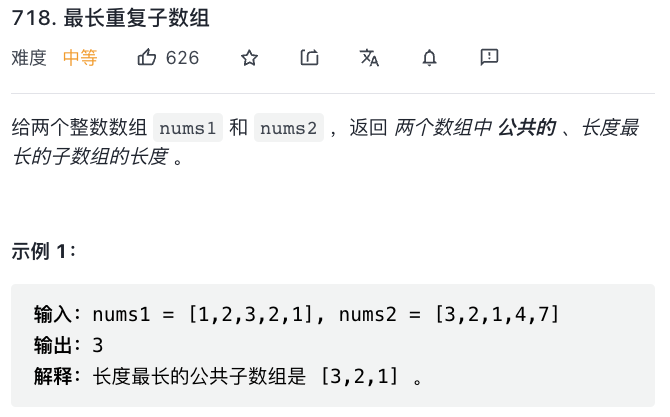 718. 最长重复子数组
难度 中等 626
给两个整数数组 nums1 和 nums2 ，返回 两个数组中 公共的 、长度最
长的子数组的长度 。
示例 1：
输入：nums1 = [1,2,3,2,1], nums2 = [3,2,1,4,7]
输出：3
解释：长度最长的公共子数组是 [3,2,1] 。